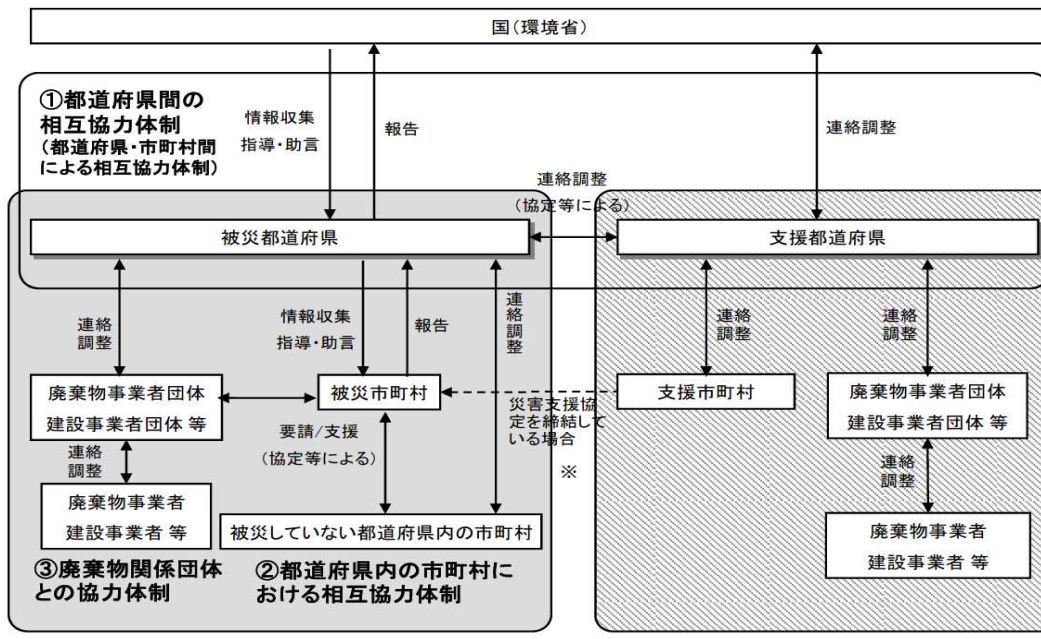 国(環境省)
①都道府県間の
相互協力体制
(都道府県・市町村間
による相互協力体制)
情報収集
指導・助言
報告
連絡調整
連絡調整
(協定等による)
被災都道府県
支援都道府県
連絡
調整
情報収集
指導・助言
報告
連絡調整
連絡
調整
連絡
調整
廃棄物事業者団体
建設事業者団体 等
被災市町村
支援市町村
廃棄物事業者団体
建設事業者団体 等
災害支援協
定を締結して
いる場合
※
連絡
調整
要請/支援
(協定等による)
連絡
調整
廃棄物事業者
建設事業者 等
被災していない都道府県内の市町村
廃棄物事業者
建設事業者 等
③廃棄物関係団体
との協力体制
②都道府県内の市町村に
おける相互協力体制